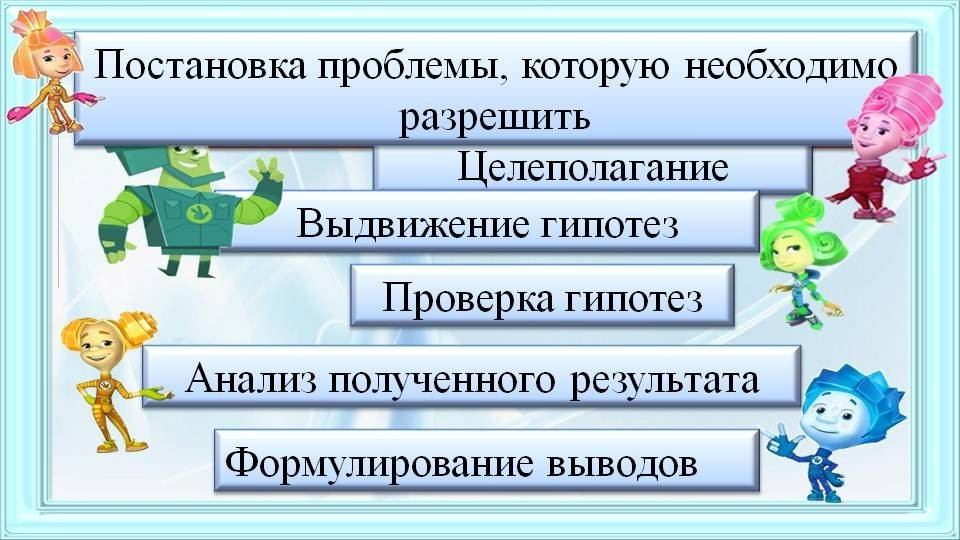 Постановка проблемы, которую необходимо
разрешить
Целеполагание
Выдвижение гипотез
Проверка гипотез
Анализ полученного результата
Формулирование выводов